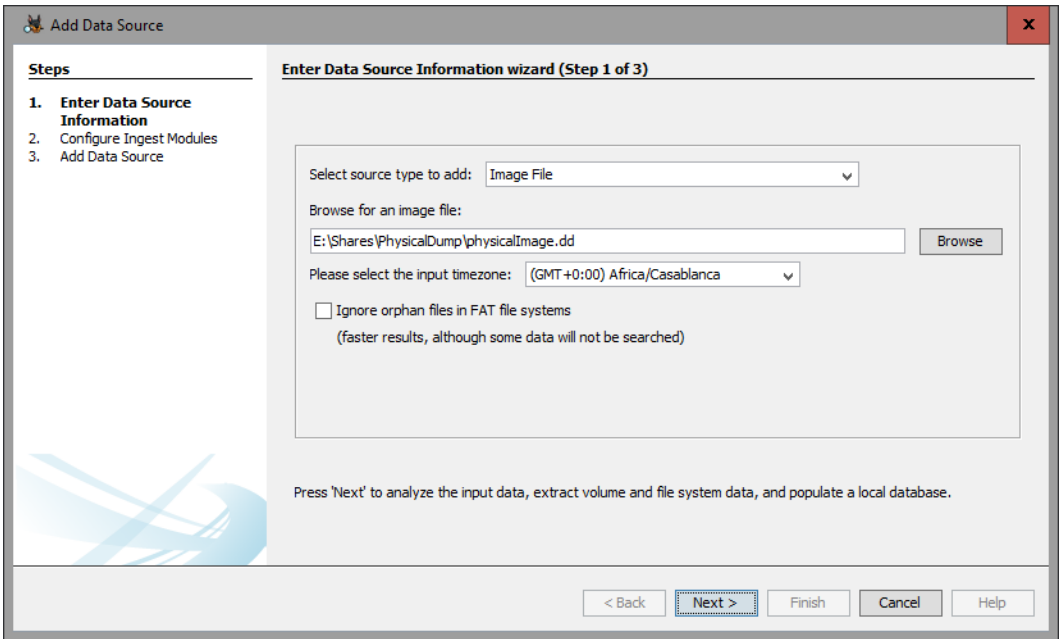 Add Data Source
x
Steps
1. Enter Data Source
Information
2. Configure Ingest Modules
3. Add Data Source
Enter Data Source Information wizard (Step 1 of 3)
Select source type to add: Image File
Browse for an image file:
E:\Shares\PhysicalDump\physicalImage.dd Browse
Please select the input timezone: (GMT+0:00) Africa/Casablanca
Ignore orphan files in FAT file systems
(faster results, although some data will not be searched)
Press 'Next' to analyze the input data, extract volume and file system data, and populate a local database.
< Back Next > Finish Cancel Help